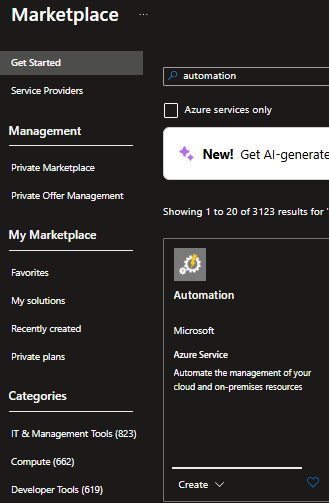 Marketplace ...
Get Started
Service Providers
Management
Private Marketplace
Private Offer Management
My Marketplace
Favorites
My solutions
Recently created
Private plans
Categories
IT & Management Tools (823)
Compute (662)
Developer Tools (619)
automation
Azure services only
New! Get AI-generate
Showing 1 to 20 of 3123 results for '
Automation
Microsoft
Azure Service
Automate the management of your
cloud and on-premises resources
Create